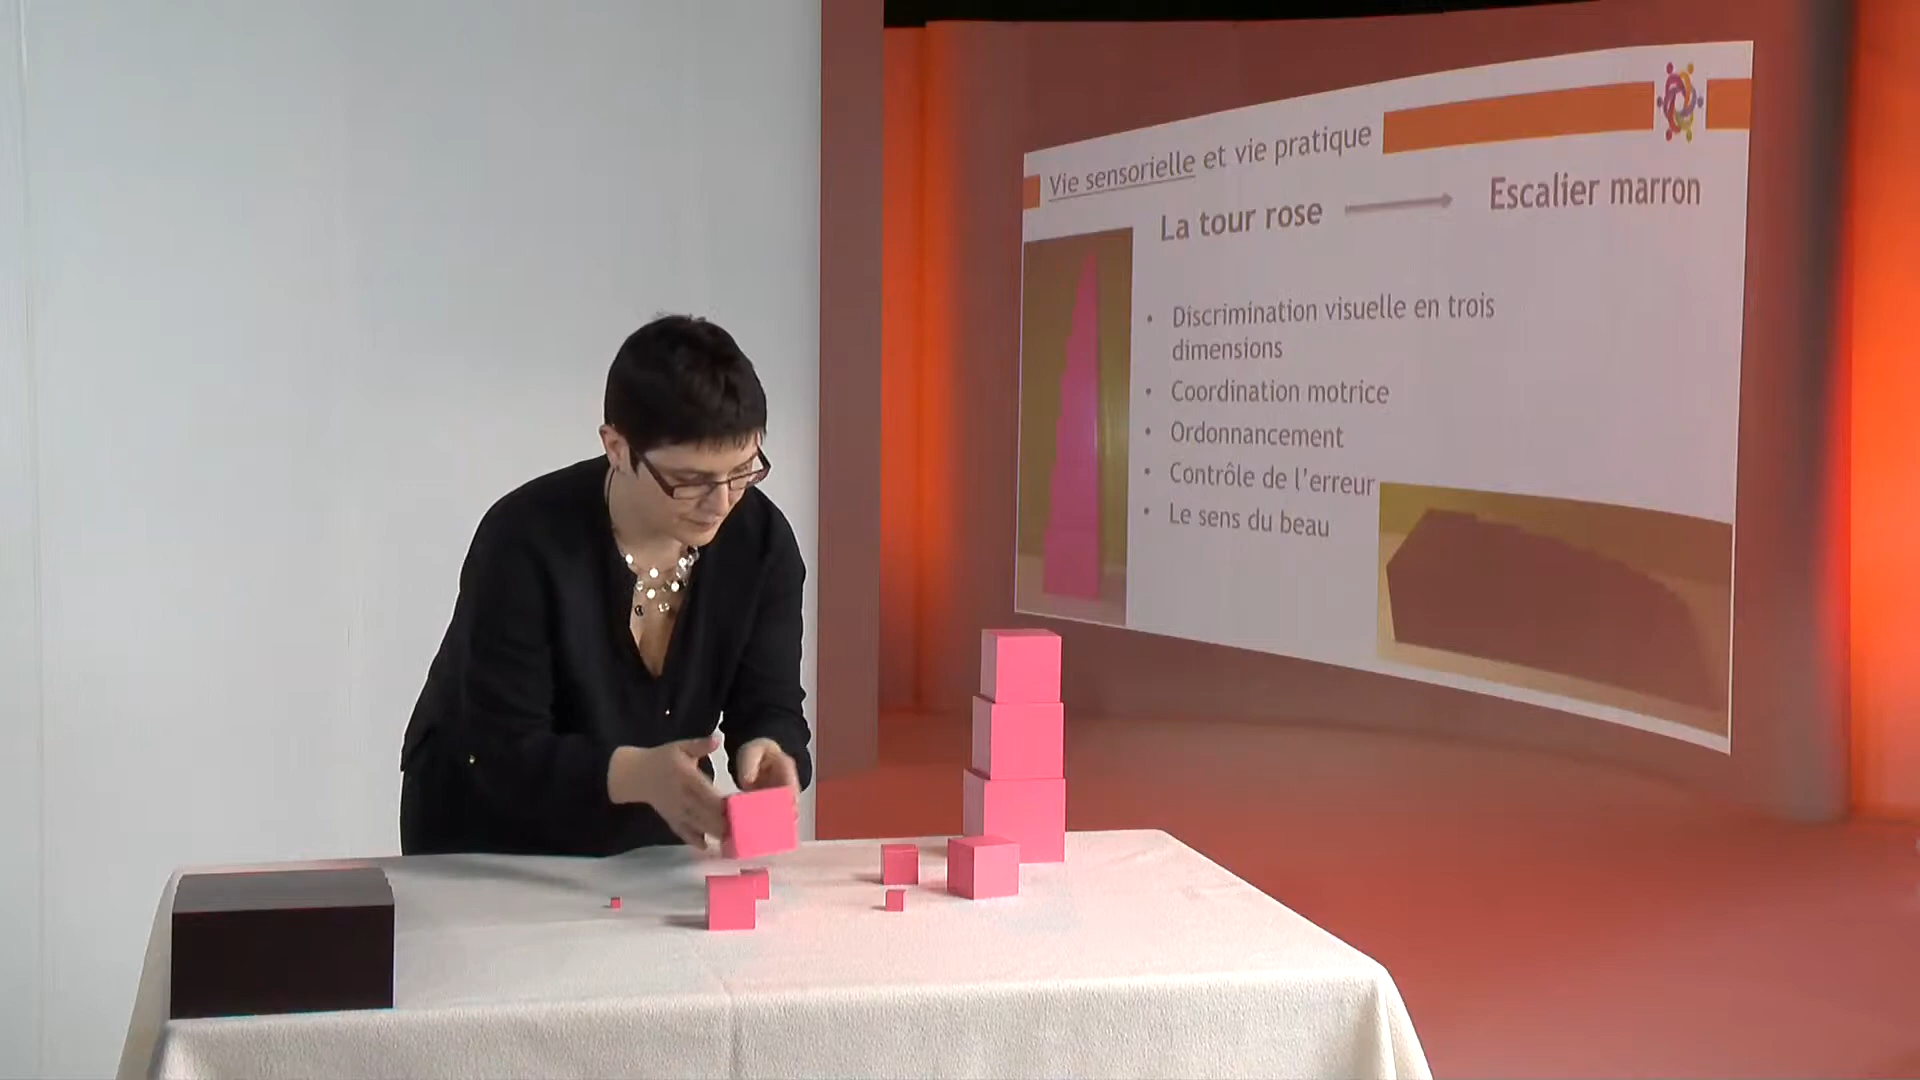 Vie sensorielle et vie pratique
La tour rose
Escalier marron
• Discrimination visuelle en trois
dimensions
• Coordination motrice
• Ordonnancement
• Contrôle de l'erreur
• Le sens du beau